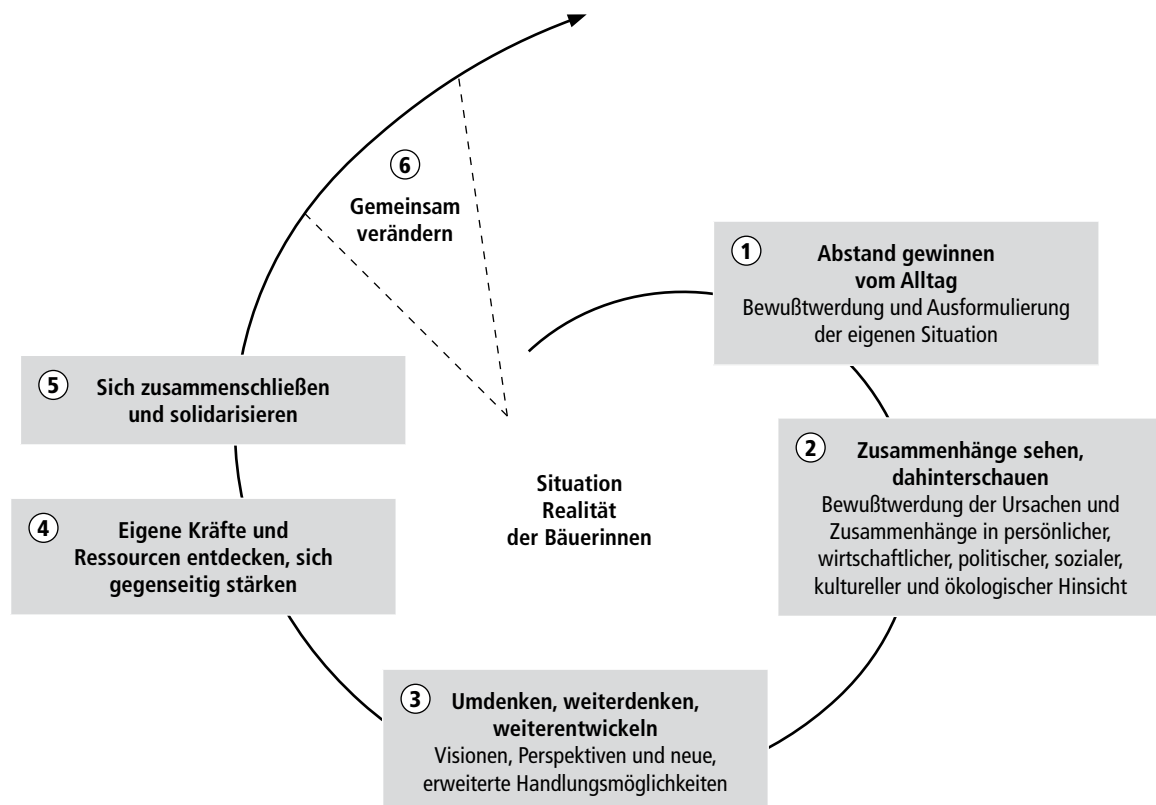 1 Abstand gewinnen
vom Alltag
Bewußtwerdung und Ausformulierung
der eigenen Situation
2 Zusammenhänge sehen,
dahinterschauen
Bewußtwerdung der Ursachen und
Zusammenhänge in persönlicher,
wirtschaftlicher, politischer, sozialer,
kultureller und ökologischer Hinsicht
3 Umdenken, weiterdenken,
weiterentwickeln
Visionen, Perspektiven und neue,
erweiterte Handlungsmöglichkeiten
4 Eigene Kräfte und
Ressourcen entdecken, sich
gegenseitig stärken
5 Sich zusammenschließen
und solidarisieren
6
Gemeinsam
verändern
Situation
Realität
der Bäuerinnen